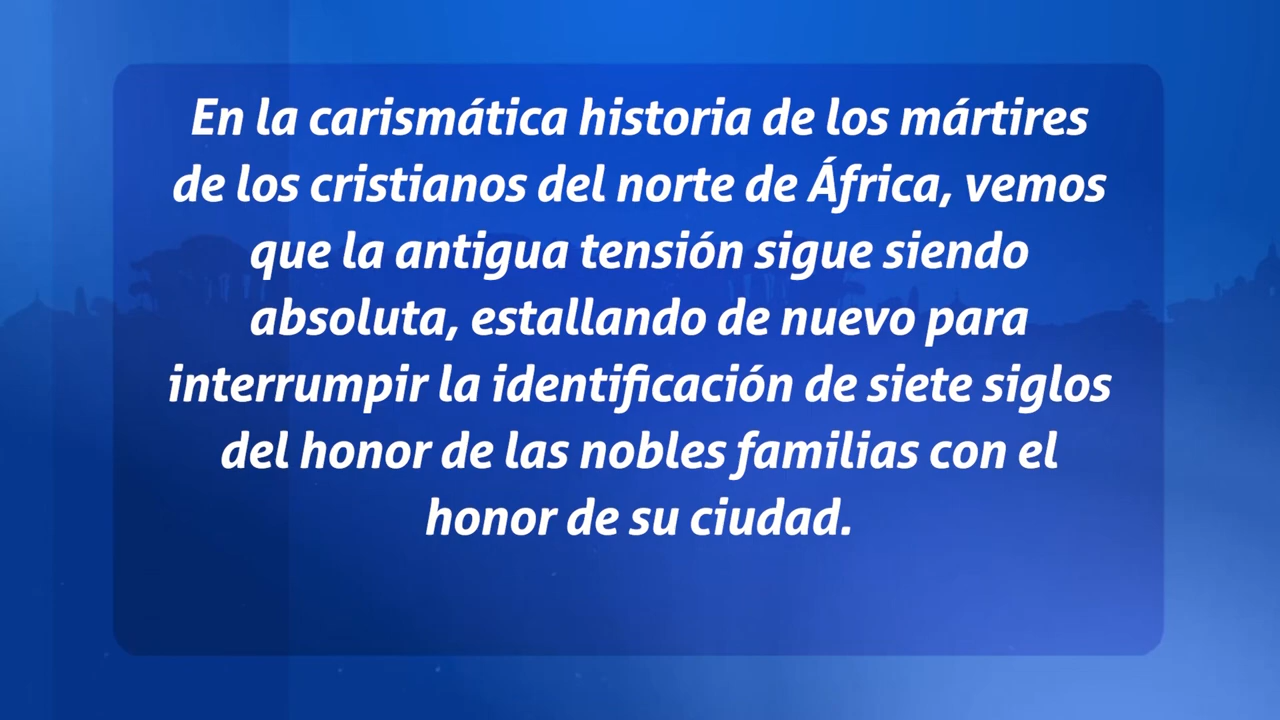 En la carismática historia de los mártires
de los cristianos del norte de África, vemos
que la antigua tensión sigue siendo
absoluta, estallando de nuevo para
interrumpir la identificación de siete siglos
del honor de las nobles familias con el
honor de su ciudad.